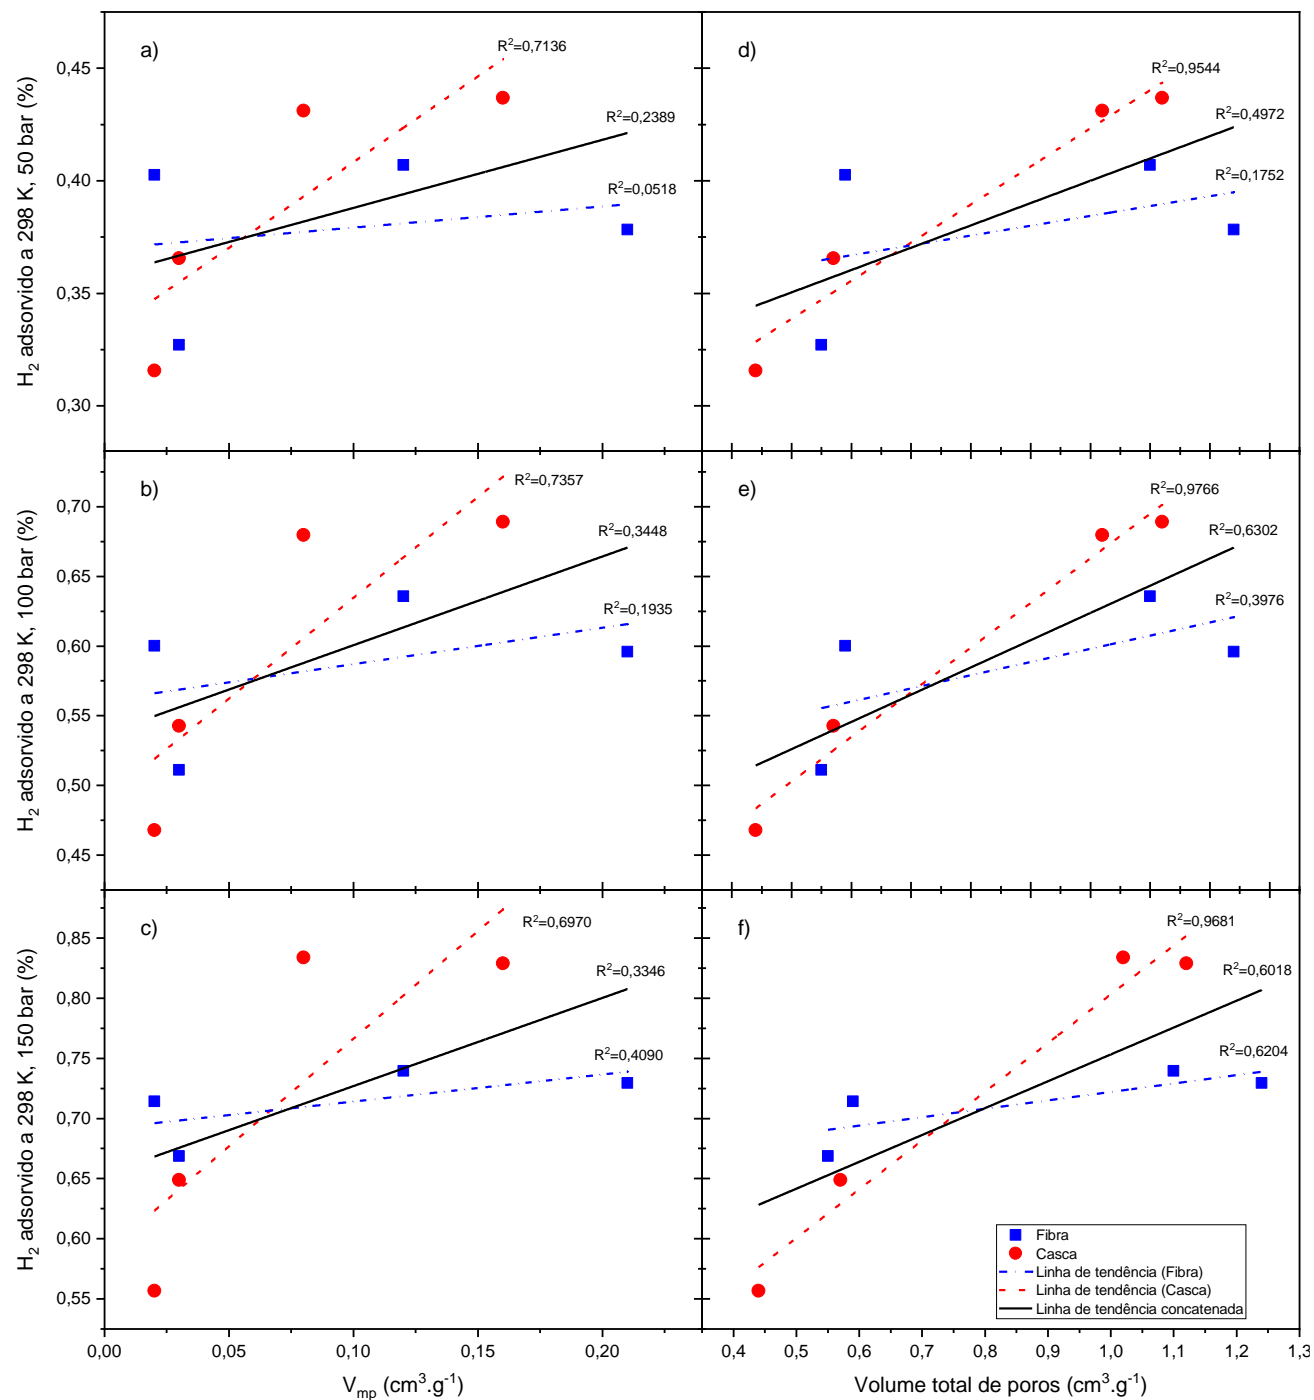 a)
R²=0,7136
R²=0,2389
R²=0,0518
0,45
0,40
0,35
0,30
H₂ adsorvido a 298 K, 50 bar (%)
d)
R²=0,9544
R²=0,4972
R²=0,1752
b)
R²=0,7357
R²=0,3448
R²=0,1935
0,70
0,65
0,60
0,55
0,50
0,45
H₂ adsorvido a 298 K, 100 bar (%)
e)
R²=0,9766
R²=0,6302
R²=0,3976
c)
R²=0,6970
R²=0,3346
R²=0,4090
0,85
0,80
0,75
0,70
0,65
0,60
0,55
H₂ adsorvido a 298 K, 150 bar (%)
0,00 0,05 0,10 0,15 0,20
V_mp (cm³.g⁻¹)
f)
R²=0,9681
R²=0,6018
R²=0,6204
Fibra
Casca
Linha de tendência (Fibra)
Linha de tendência (Casca)
Linha de tendência concatenada
0,4 0,5 0,6 0,7 0,8 0,9 1,0 1,1 1,2 1,3
Volume total de poros (cm³.g⁻¹)